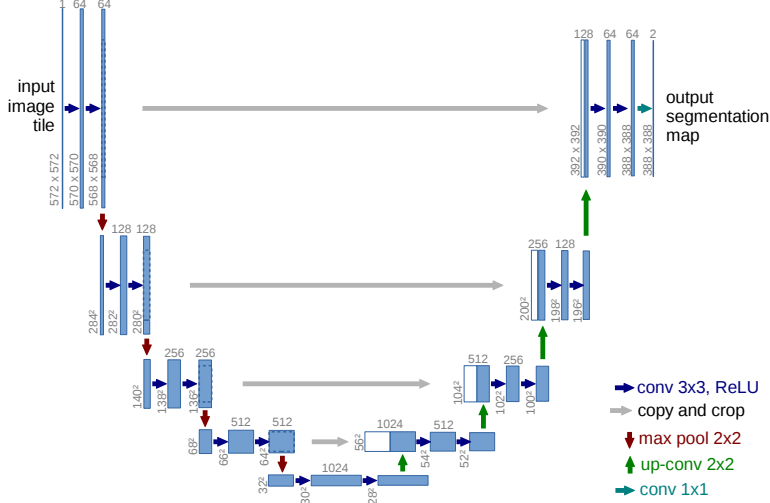 1 64 64
128 64 64 2
input
image
tile
output
segmentation
map
572 x 572
570 x 570
568 x 568
392 x 392
390 x 390
388 x 388
388 x 388
128 128
256 128
284²
282²
280²
200²
198²
196²
256 256
512 256
140²
138²
136²
104²
102²
100²
512 512
1024 512
68²
66²
64²
56²
54²
52²
1024
32²
30²
28²
conv 3x3, ReLU
copy and crop
max pool 2x2
up-conv 2x2
conv 1x1